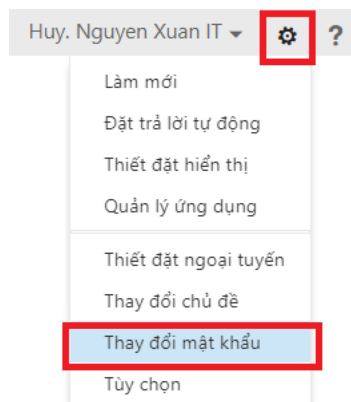 Huy. Nguyen Xuan IT
?
Làm mới
Đặt trả lời tự động
Thiết đặt hiển thị
Quản lý ứng dụng
Thiết đặt ngoại tuyến
Thay đổi chủ đề
Thay đổi mật khẩu
Tùy chọn